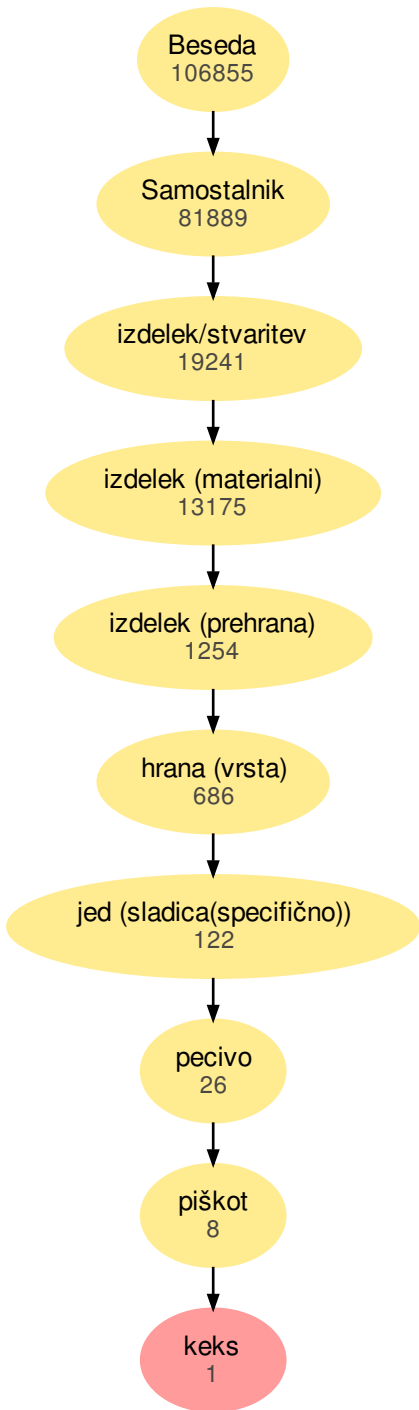 Beseda
106855
Samostalnik
81889
izdelek/stvaritev
19241
izdelek (materialni)
13175
izdelek (prehrana)
1254
hrana (vrsta)
686
jed (sladica(specifično))
122
pecivo
26
piškot
8
keks
1